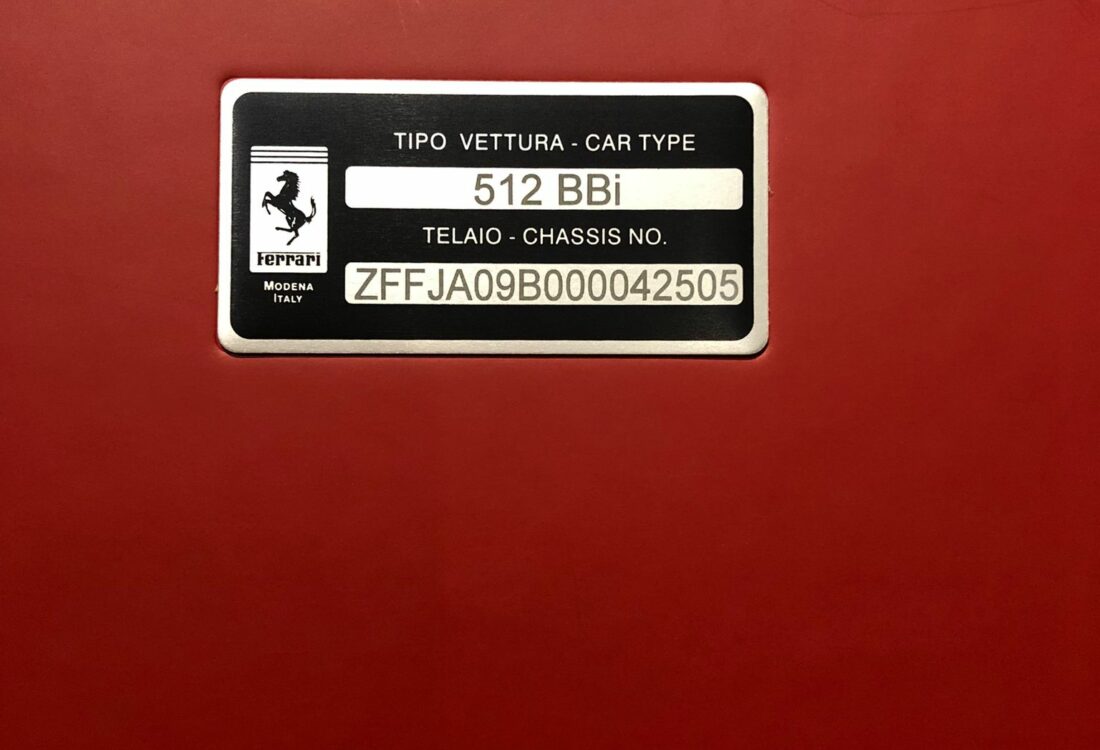 TIPO VETTURA - CAR TYPE
512 BBi
TELAIO - CHASSIS NO.
ZFFJA09B000042505
Ferrari
MODENA
ITALY